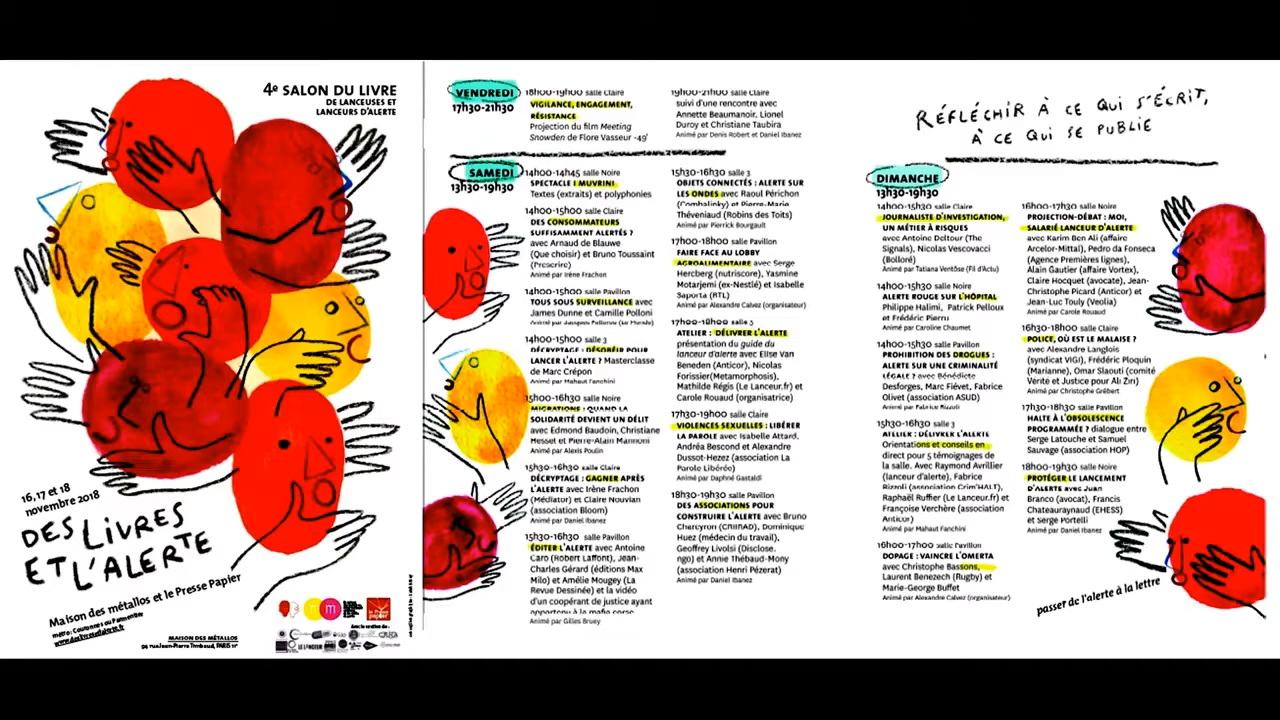 4e SALON DU LIVRE
DE LANCEUSES ET
LANCEURS D'ALERTE
16, 17 et 18
novembre 2018
DES LIVRES
ET L'ALERTE
Maison des métallos et le Presse Papier
métro : Couronnes ou Parmentier
MAISON DES MÉTALLOS
94 rue Jean-Pierre Timbaud, PARIS 11e
VENDREDI
17h30-21h30
18h00-19h00 salle Claire
VIGILANCE, ENGAGEMENT,
RÉSISTANCE
Projection du film Meeting
Snowden de Flore Vasseur -49'
19h00-21h00 salle Claire
suivi d'une rencontre avec
Annette Beaumanoir, Lionel
Duroy et Christiane Taubira
Animé par Denis Robert et Daniel Ibanez
SAMEDI
13h30-19h30
14h00-14h45 salle Noire
SPECTACLE I MUVRINI
Textes (extraits) et polyphonies
14h00-15h00 salle Claire
DES CONSOMMATEURS
SUFFISAMMENT ALERTÉS ?
avec Arnaud de Blauwe
(Que choisir) et Bruno Toussaint
(Prescrire)
Animé par Irène Frachon
14h00-15h00 salle Pavillon
TOUS SOUS SURVEILLANCE avec
James Dunne et Camille Polloni
Animé par Jacques Follorou (Le Monde)
14h00-15h00 salle 3
DÉCRYPTAGE : DÉSOBÉIR POUR
LANCER L'ALERTE ? Masterclasse
de Marc Crépon
Animé par Mahaut Fanchini
15h00-16h30 salle Noire
MIGRATIONS : QUAND LA
SOLIDARITÉ DEVIENT UN DÉLIT
avec Edmond Baudoin, Christiane
Hessel et Pierre-Alain Mannoni
Animé par Alexis Poulin
15h30-16h30 salle Claire
DÉCRYPTAGE : GAGNER APRÈS
L'ALERTE avec Irène Frachon
(Médiator) et Claire Nouvian
(association Bloom)
Animé par Daniel Ibanez
15h30-16h30 salle Pavillon
ÉDITER L'ALERTE avec Antoine
Caro (Robert Laffont), Jean-
Charles Gérard (éditions Max
Milo) et Amélie Mougey (La
Revue Dessinée) et la vidéo
d'un coopérant de justice ayant
appartenu à la mafia corse
Animé par Gilles Bruey
15h30-16h30 salle 3
OBJETS CONNECTÉS : ALERTE SUR
LES ONDES avec Raoul Périchon
(Combalinky) et Pierre-Marie
Théveniaud (Robins des Toits)
Animé par Pierrick Bourgault
17h00-18h00 salle Pavillon
FAIRE FACE AU LOBBY
AGROALIMENTAIRE avec Serge
Hercberg (nutriscore), Yasmine
Motarjemi (ex-Nestlé) et Isabelle
Saporta (RTL)
Animé par Alexandre Calvez (organisateur)
17h00-18h00 salle 3
ATELIER : DÉLIVRER L'ALERTE
présentation du guide du
lanceur d'alerte avec Elise Van
Beneden (Anticor), Nicolas
Forissier(Metamorphosis),
Mathilde Régis (Le Lanceur.fr) et
Carole Rouaud (organisatrice)
17h30-19h00 salle Claire
VIOLENCES SEXUELLES : LIBÉRER
LA PAROLE avec Isabelle Attard,
Andréa Bescond et Alexandre
Dussot-Hezez (association La
Parole Libérée)
Animé par Daphné Gastaldi
18h30-19h30 salle Pavillon
DES ASSOCIATIONS POUR
CONSTRUIRE L'ALERTE avec Bruno
Chareyron (CRIIRAD), Dominique
Huez (médecin du travail),
Geoffrey Livolsi (Disclose.
ngo) et Annie Thébaud-Mony
(association Henri Pézerat)
Animé par Daniel Ibanez
RÉFLÉCHIR À CE QUI S'ÉCRIT,
À CE QUI SE PUBLIE
DIMANCHE
13h30-19h30
14h00-15h30 salle Claire
JOURNALISTE D'INVESTIGATION,
UN MÉTIER À RISQUES
avec Antoine Deltour (The
Signals), Nicolas Vescovacci
(Bolloré)
Animé par Tatiana Ventôse (Fil d'Actu)
14h00-15h30 salle Noire
ALERTE ROUGE SUR L'HÔPITAL
Philippe Halimi, Patrick Pelloux
et Frédéric Pierru
Animé par Caroline Chaumet
14h00-15h00 salle Pavillon
PROHIBITION DES DROGUES :
ALERTE SUR UNE CRIMINALITÉ
LÉGALE ? avec Bénédicte
Desforges, Marc Fiévet, Fabrice
Olivet (association ASUD)
Animé par Fabrice Rizzoli
15h30-16h30 salle 3
ATELIER : DÉLIVRER L'ALERTE
Orientations et conseils en
direct pour 5 témoignages de
la salle. Avec Raymond Avrillier
(lanceur d'alerte), Fabrice
Rizzoli (association Crim'HALT),
Raphaël Ruffier (Le Lanceur.fr) et
Françoise Verchère (association
Anticor)
Animé par Mahaut Fanchini
16h00-17h00 salle Pavillon
DOPAGE : VAINCRE L'OMERTA
avec Christophe Bassons,
Laurent Benezech (Rugby) et
Marie-George Buffet
Animé par Alexandre Calvez (organisateur)
16h00-17h30 salle Noire
PROJECTION-DÉBAT : MOI,
SALARIÉ LANCEUR D'ALERTE
avec Karim Ben Ali (affaire
Arcelor-Mittal), Pedro da Fonseca
(Agence Premières lignes),
Alain Gautier (affaire Vortex),
Claire Hocquet (avocate), Jean-
Christophe Picard (Anticor) et
Jean-Luc Touly (Veolia)
Animé par Carole Rouaud
16h30-18h00 salle Claire
POLICE, OÙ EST LE MALAISE ?
avec Alexandre Langlois
(syndicat VIGI), Frédéric Ploquin
(Marianne), Omar Slaouti (comité
Vérité et Justice pour Ali Ziri)
Animé par Christophe Grébert
17h30-18h30 salle Pavillon
HALTE À L'OBSOLESCENCE
PROGRAMMÉE ? dialogue entre
Serge Latouche et Samuel
Sauvage (association HOP)
18h00-19h30 salle Noire
PROTÉGER LE LANCEMENT
D'ALERTE avec Juan
Branco (avocat), Francis
Chateauraynaud (EHESS)
et Serge Portelli
Animé par Daniel Ibanez
passer de l'alerte à la lettre